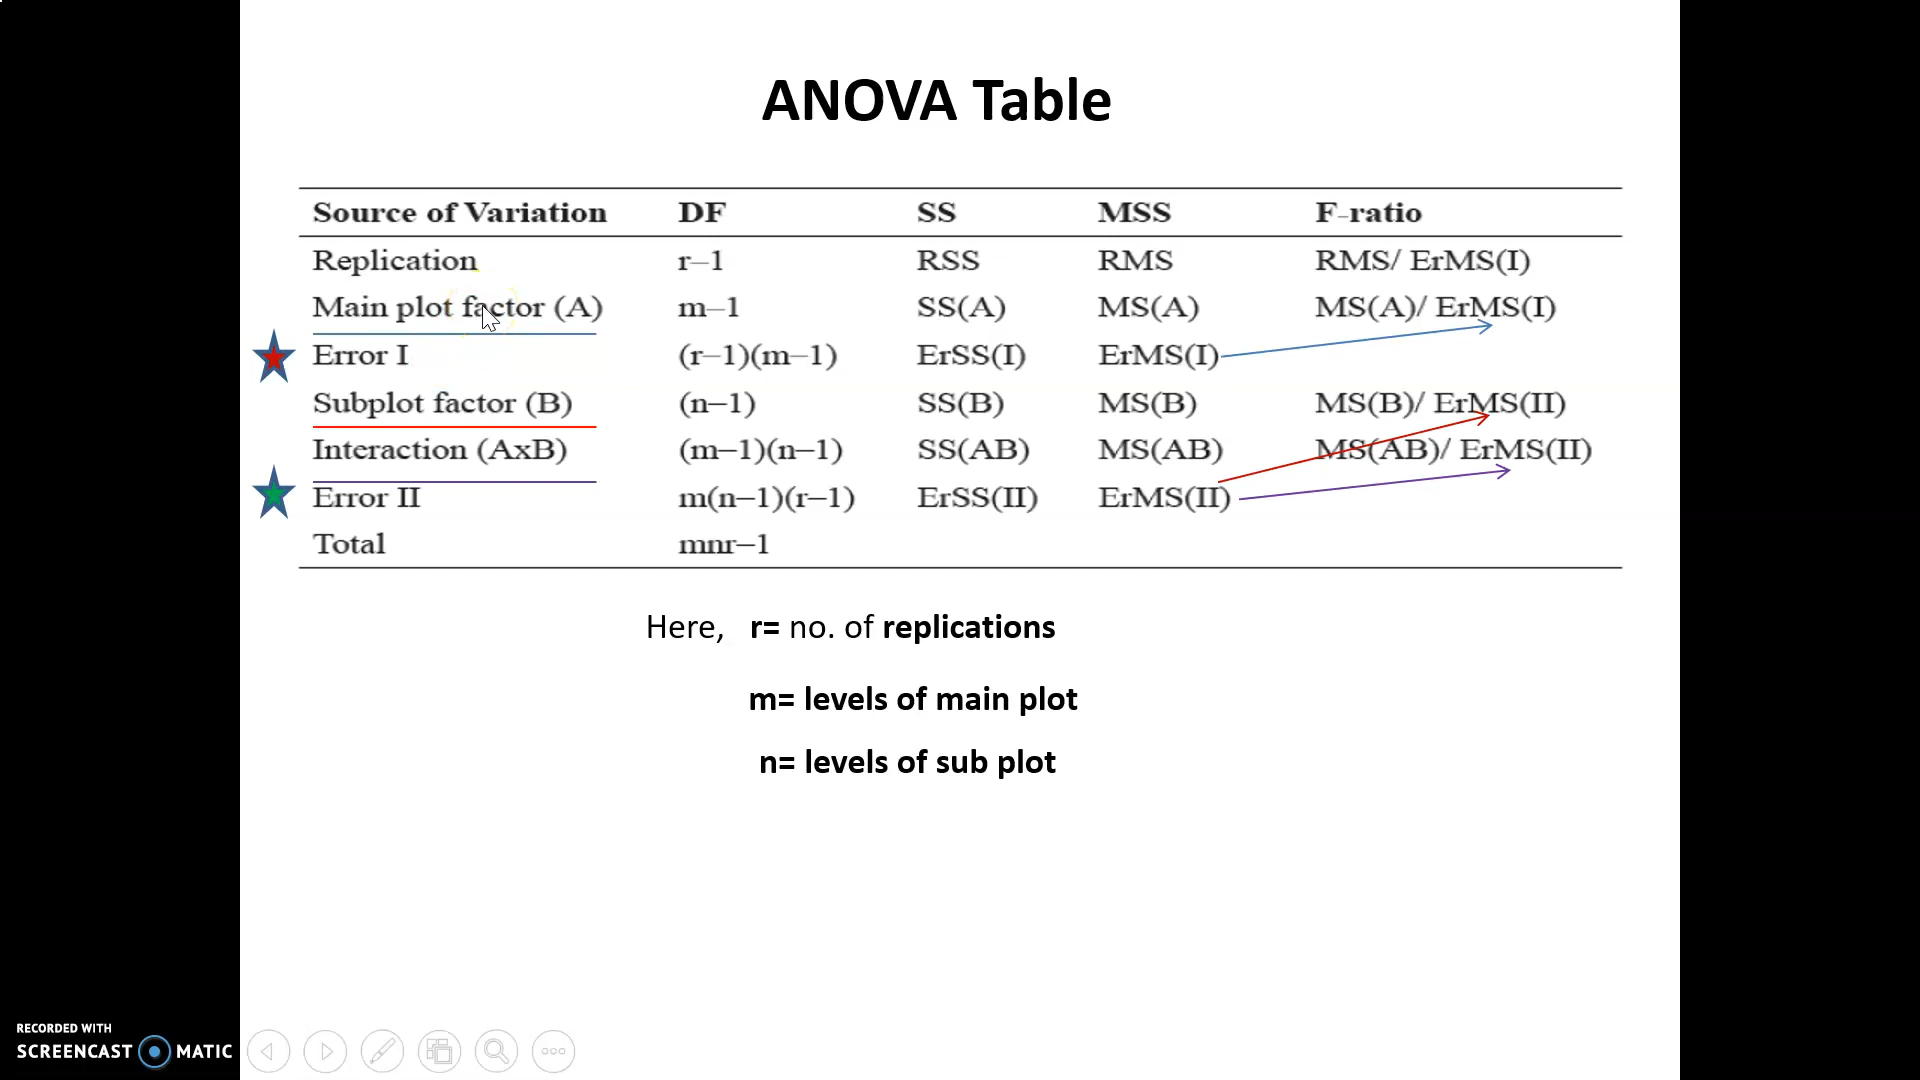 ANOVA Table
Source of Variation DF SS MSS F-ratio
Replication r–1 RSS RMS RMS/ ErMS(I)
Main plot factor (A) m–1 SS(A) MS(A) MS(A)/ ErMS(I)
Error I (r–1)(m–1) ErSS(I) ErMS(I)
Subplot factor (B) (n–1) SS(B) MS(B) MS(B)/ ErMS(II)
Interaction (AxB) (m–1)(n–1) SS(AB) MS(AB) MS(AB)/ ErMS(II)
Error II m(n–1)(r–1) ErSS(II) ErMS(II)
Total mnr–1
Here, r= no. of replications
m= levels of main plot
n= levels of sub plot
RECORDED WITH
SCREENCAST MATIC